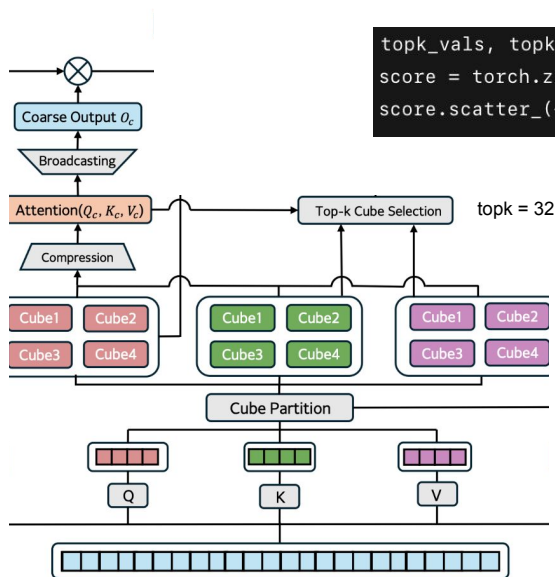 topk_vals, topk
score = torch.z
score.scatter_(
Coarse Output O_c
Broadcasting
Attention(Q_c, K_c, V_c)
Top-k Cube Selection
topk = 32
Compression
Cube1 Cube2 Cube1 Cube2 Cube1 Cube2
Cube3 Cube4 Cube3 Cube4 Cube3 Cube4
Cube Partition
Q K V